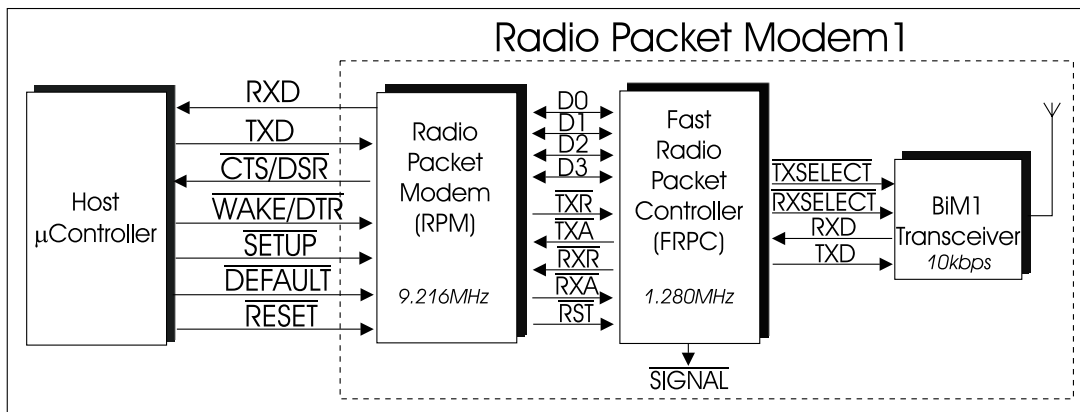 Radio Packet Modem1
Host
µController
RXD
TXD
CTS/DSR
WAKE/DTR
SETUP
DEFAULT
RESET
Radio
Packet
Modem
(RPM)
9.216MHz
D0
D1
D2
D3
TXR
TXA
RXR
RXA
RST
Fast
Radio
Packet
Controller
(FRPC)
1.280MHz
SIGNAL
TXSELECT
RXSELECT
RXD
TXD
BiM1
Transceiver
10kbps